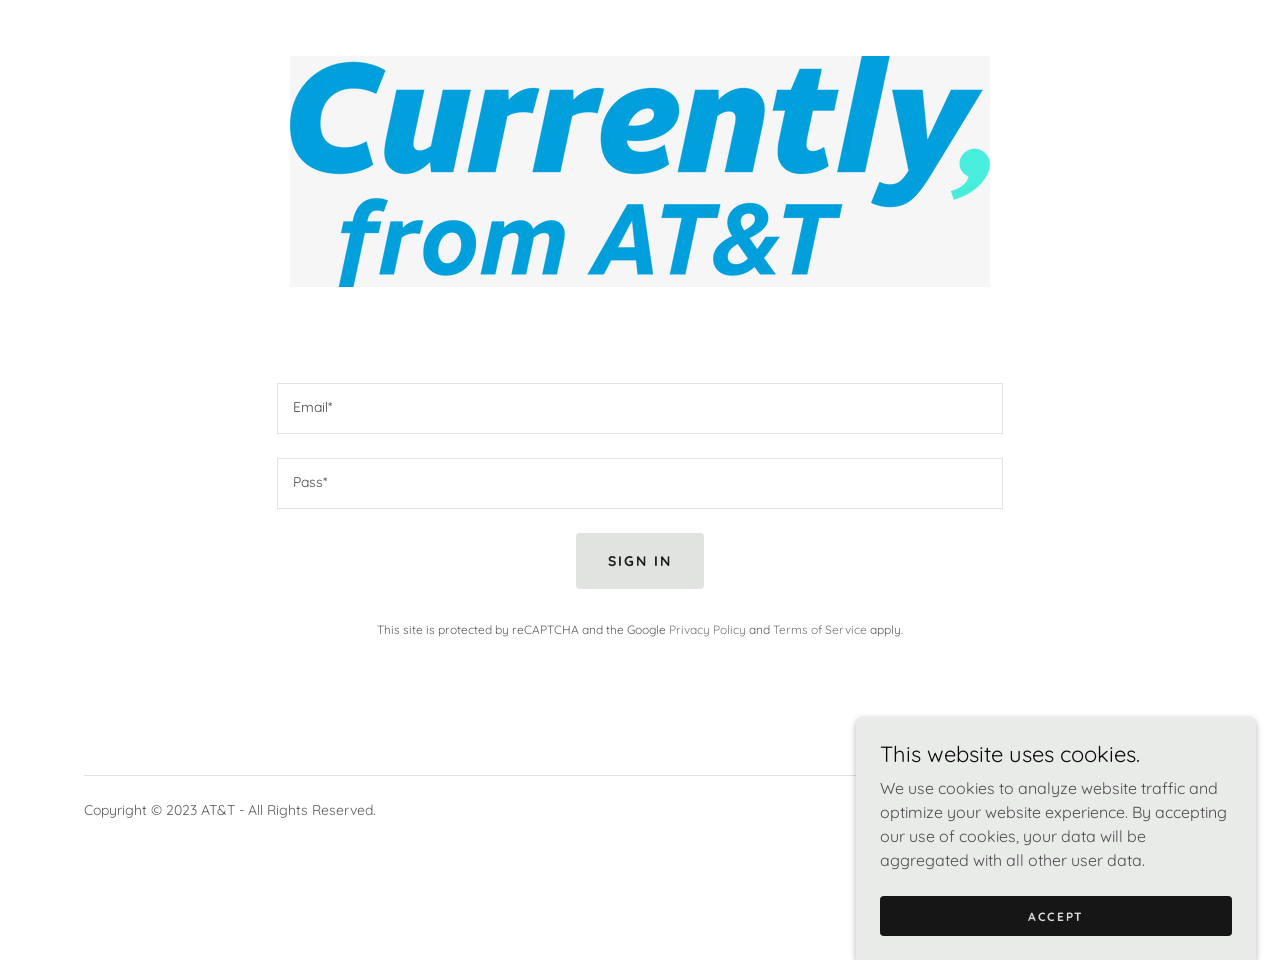 Currently,
from AT&T
Email*
Pass*
SIGN IN
This site is protected by reCAPTCHA and the Google Privacy Policy and Terms of Service apply.
Copyright © 2023 AT&T - All Rights Reserved.
This website uses cookies.
We use cookies to analyze website traffic and
optimize your website experience. By accepting
our use of cookies, your data will be
aggregated with all other user data.
ACCEPT